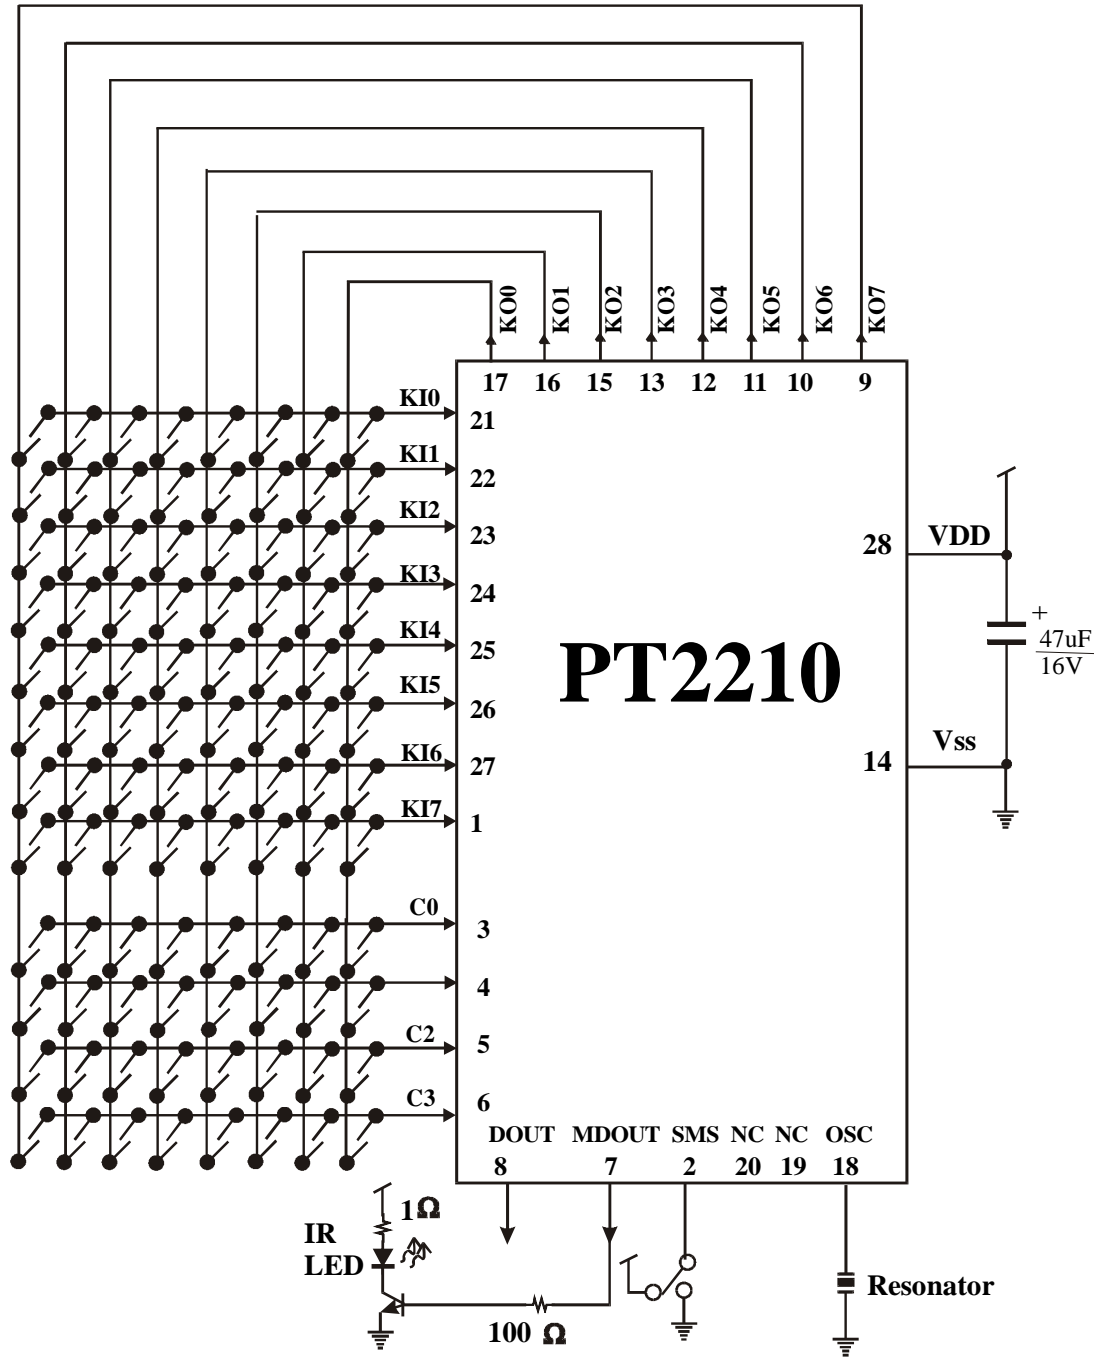 KO0
KO1
KO2
KO3
KO4
KO5
KO6
KO7
17 16 15 13 12 11 10 9
KI0
21
KI1
22
KI2
23
KI3
24
KI4
25
KI5
26
KI6
27
KI7
1
C0
3
4
C2
5
C3
6
PT2210
28
VDD
+
47uF
16V
14
Vss
DOUT MDOUT SMS NC NC OSC
8 7 2 20 19 18
1Ω
IR
LED
100 Ω
Resonator